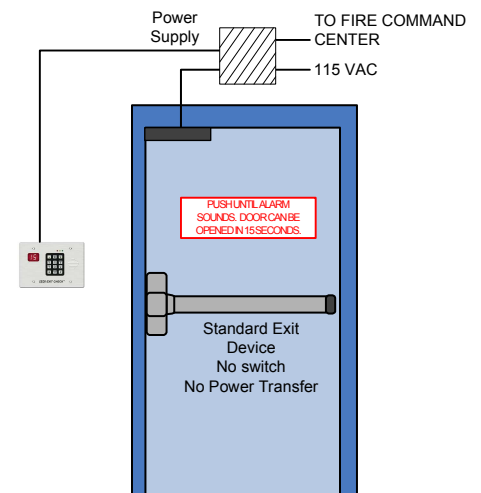 Power
Supply
TO FIRE COMMAND
CENTER
115 VAC
PUSH UNTIL ALARM
SOUNDS. DOOR CAN BE
OPENED IN 15 SECONDS.
15
Standard Exit
Device
No switch
No Power Transfer